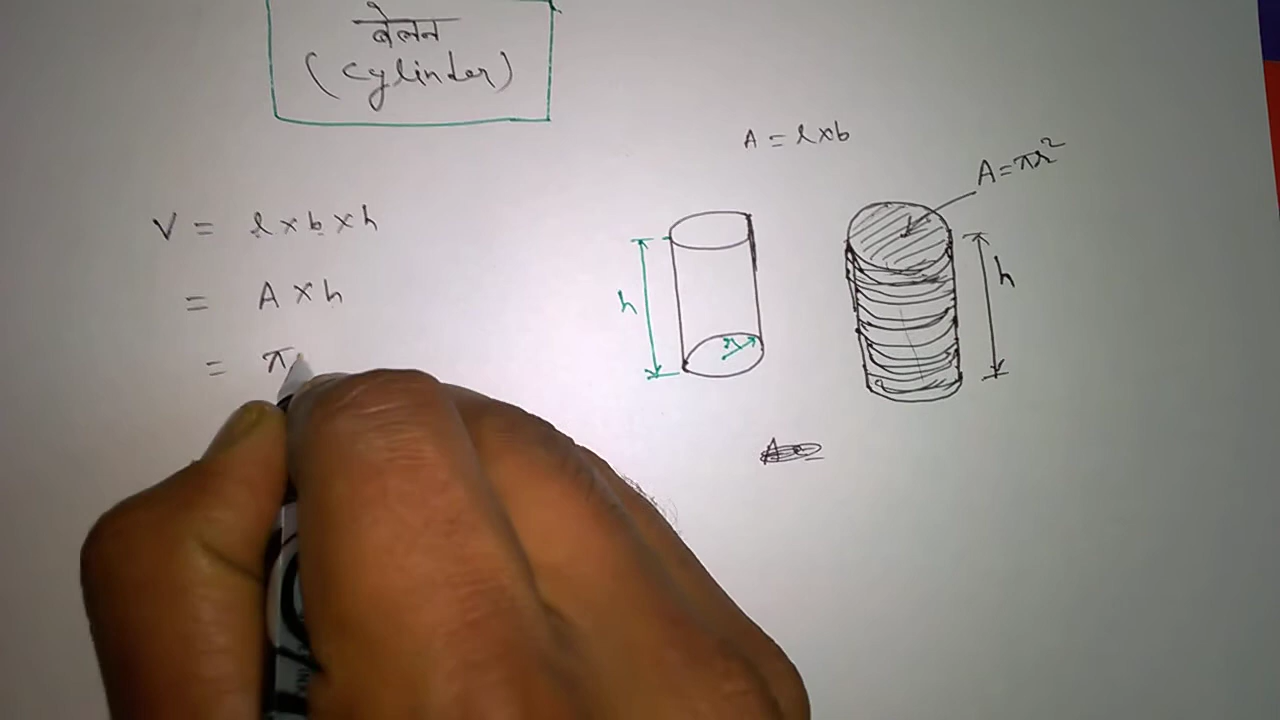 बेलन
(Cylinder)
A = l×b
A = πr²
V = l × b × h
= A × h
= π
h
r
h